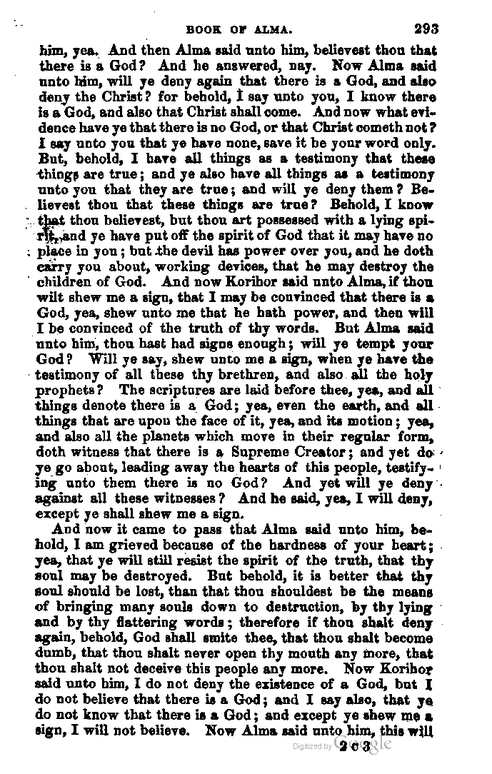 BOOK OF ALMA. 293
him, yea. And then Alma said unto him, believest thou that
there is a God? And he answered, nay. Now Alma said
unto him, will ye deny again that there is a God, and also
deny the Christ? for behold, I say unto you, I know there
is a God, and also that Christ shall come. And now what evi-
dence have ye that there is no God, or that Christ cometh not?
I say unto you that ye have none, save it be your word only.
But, behold, I have all things as a testimony that these
things are true; and ye also have all things as a testimony
unto you that they are true; and will ye deny them? Be-
lievest thou that these things are true? Behold, I know
that thou believest, but thou art possessed with a lying spi-
rit, and ye have put off the spirit of God that it may have no
place in you; but the devil has power over you, and he doth
carry you about, working devices, that he may destroy the
children of God. And now Korihor said unto Alma, if thou
wilt shew me a sign, that I may be convinced that there is a
God, yea, shew unto me that he hath power, and then will
I be convinced of the truth of thy words. But Alma said
unto him, thou hast had signs enough; will ye tempt your
God? Will ye say, shew unto me a sign, when ye have the
testimony of all these thy brethren, and also all the holy
prophets? The scriptures are laid before thee, yea, and all
things denote there is a God; yea, even the earth, and all
things that are upon the face of it, yea, and its motion; yea,
and also all the planets which move in their regular form,
doth witness that there is a Supreme Creator; and yet do
ye go about, leading away the hearts of this people, testify-
ing unto them there is no God? And yet will ye deny
against all these witnesses? And he said, yea, I will deny,
except ye shall shew me a sign.
And now it came to pass that Alma said unto him, be-
hold, I am grieved because of the hardness of your heart;
yea, that ye will still resist the spirit of the truth, that thy
soul may be destroyed. But behold, it is better that thy
soul should be lost, than that thou shouldest be the means
of bringing many souls down to destruction, by thy lying
and by thy flattering words; therefore if thou shalt deny
again, behold, God shall smite thee, that thou shalt become
dumb, that thou shalt never open thy mouth any more, that
thou shalt not deceive this people any more. Now Korihor
said unto him, I do not deny the existence of a God, but I
do not believe that there is a God; and I say also, that ye
do not know that there is a God; and except ye shew me a
sign, I will not believe. Now Alma said unto him, this will
Digitized by Google
2 c 3